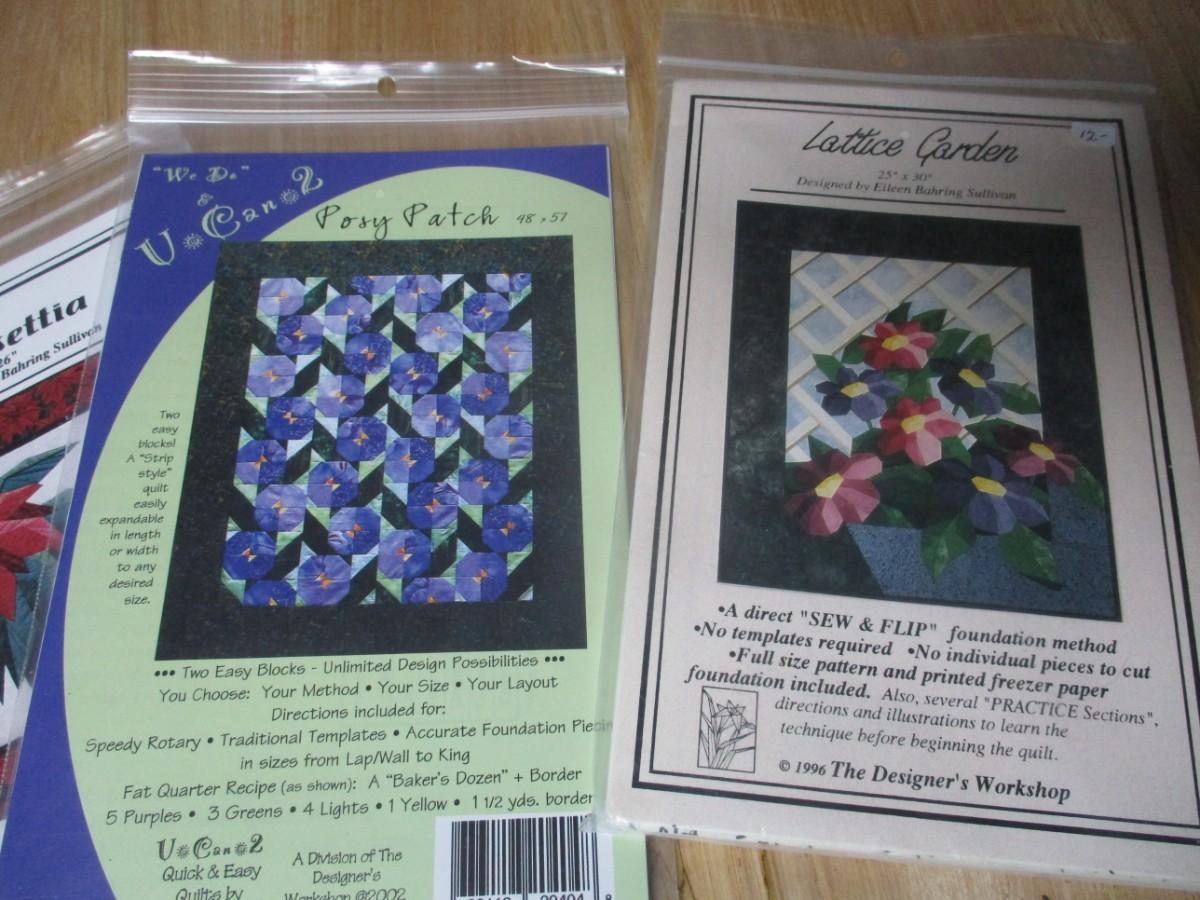 settia
26"
Bahring Sullivan
"We Do"
&
U Can 2
Posy Patch 48 x 57
Two
easy
blocks!
A "Strip
style"
quilt
easily
expandable
in length
or width
to any
desired
size.
••• Two Easy Blocks - Unlimited Design Possibilities •••
You Choose: Your Method • Your Size • Your Layout
Directions included for:
Speedy Rotary • Traditional Templates • Accurate Foundation Piecin
in sizes from Lap/Wall to King
Fat Quarter Recipe (as shown): A "Baker's Dozen" + Border
5 Purples • 3 Greens • 4 Lights • 1 Yellow • 1 1/2 yds. border
U Can 2
Quick & Easy
Quilts by
A Division of The
Designer's
Workshop ©2002
Lattice Garden
12-
25" x 30"
Designed by Eileen Bahring Sullivan
•A direct "SEW & FLIP" foundation method
•No templates required •No individual pieces to cut
•Full size pattern and printed freezer paper
foundation included. Also, several "PRACTICE Sections",
directions and illustrations to learn the
technique before beginning the quilt.
© 1996 The Designer's Workshop